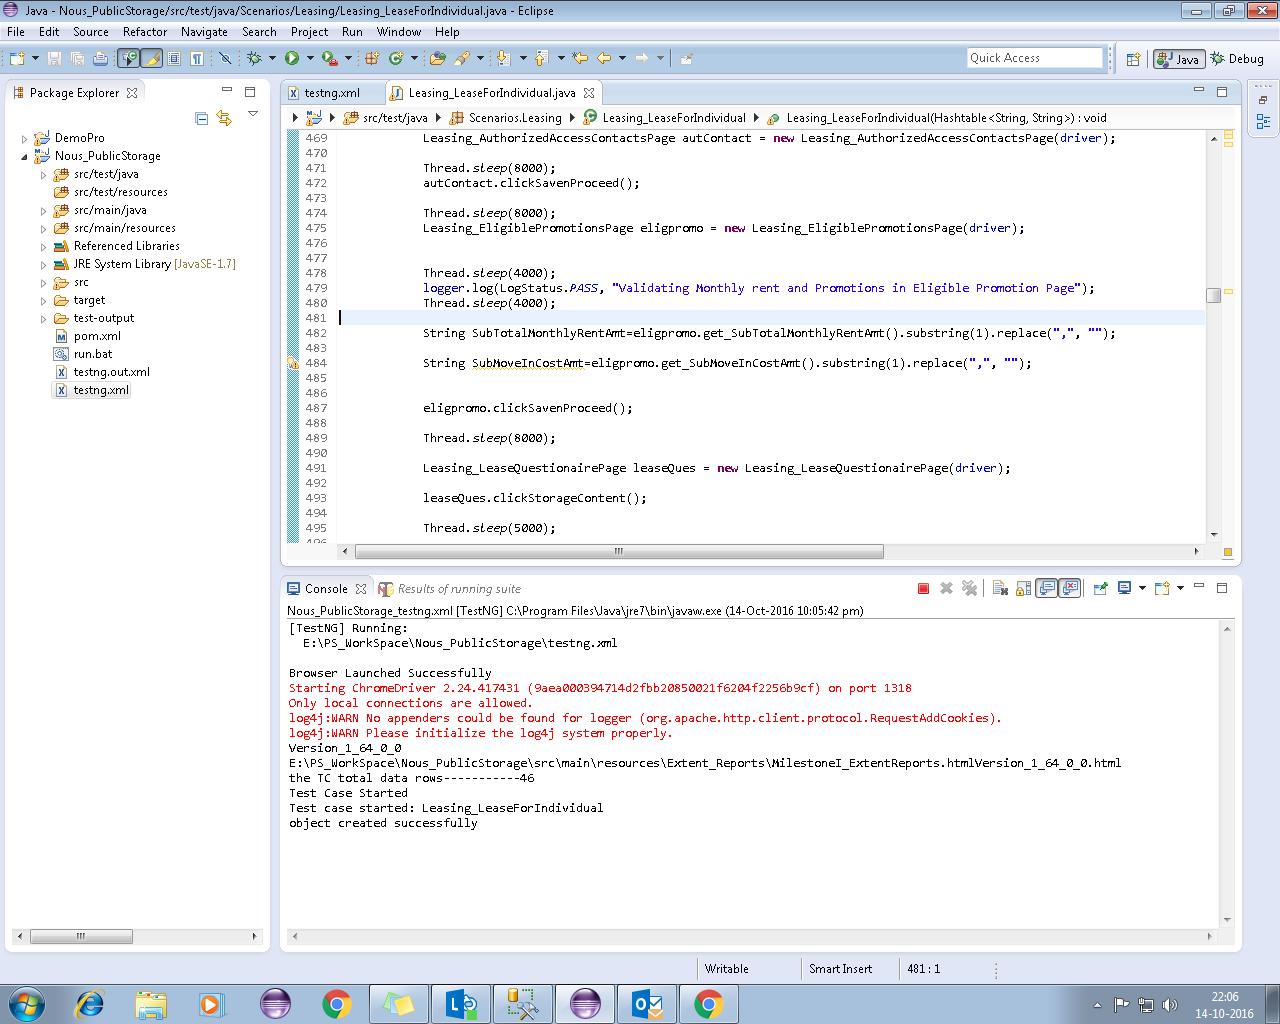 Java - Nous_PublicStorage/src/test/java/Scenarios/Leasing/Leasing_LeaseForIndividual.java - Eclipse
File Edit Source Refactor Navigate Search Project Run Window Help
Quick Access
Java
Debug
Package Explorer
DemoPro
Nous_PublicStorage
src/test/java
src/test/resources
src/main/java
src/main/resources
Referenced Libraries
JRE System Library [JavaSE-1.7]
src
target
test-output
pom.xml
run.bat
testng.out.xml
testng.xml
testng.xml Leasing_LeaseForIndividual.java
src/test/java Scenarios.Leasing Leasing_LeaseForIndividual Leasing_LeaseForIndividual(Hashtable<String, String>) : void
469 Leasing_AuthorizedAccessContactsPage autContact = new Leasing_AuthorizedAccessContactsPage(driver);
470
471 Thread.sleep(8000);
472 autContact.clickSavenProceed();
473
474 Thread.sleep(8000);
475 Leasing_EligiblePromotionsPage eligpromo = new Leasing_EligiblePromotionsPage(driver);
476
477
478 Thread.sleep(4000);
479 logger.log(LogStatus.PASS, "Validating Monthly rent and Promotions in Eligible Promotion Page");
480 Thread.sleep(4000);
481
482 String SubTotalMonthlyRentAmt=eligpromo.get_SubTotalMonthlyRentAmt().substring(1).replace(",", "");
483
484 String SubMoveInCostAmt=eligpromo.get_SubMoveInCostAmt().substring(1).replace(",", "");
485
486
487 eligpromo.clickSavenProceed();
488
489 Thread.sleep(8000);
490
491 Leasing_LeaseQuestionairePage leaseQues = new Leasing_LeaseQuestionairePage(driver);
492
493 leaseQues.clickStorageContent();
494
495 Thread.sleep(5000);
496
Console Results of running suite
Nous_PublicStorage_testng.xml [TestNG] C:\Program Files\Java\jre7\bin\javaw.exe (14-Oct-2016 10:05:42 pm)
[TestNG] Running:
E:\PS_WorkSpace\Nous_PublicStorage\testng.xml
Browser Launched Successfully
Starting ChromeDriver 2.24.417431 (9aea000394714d2fbb20850021f6204f2256b9cf) on port 1318
Only local connections are allowed.
log4j:WARN No appenders could be found for logger (org.apache.http.client.protocol.RequestAddCookies).
log4j:WARN Please initialize the log4j system properly.
Version_1_64_0_0
E:\PS_WorkSpace\Nous_PublicStorage\src\main\resources\Extent_Reports\MilestoneI_ExtentReports.htmlVersion_1_64_0_0.html
the TC total data rows-----------46
Test Case Started
Test case started: Leasing_LeaseForIndividual
object created successfully
Writable Smart Insert 481 : 1
22:06
14-10-2016